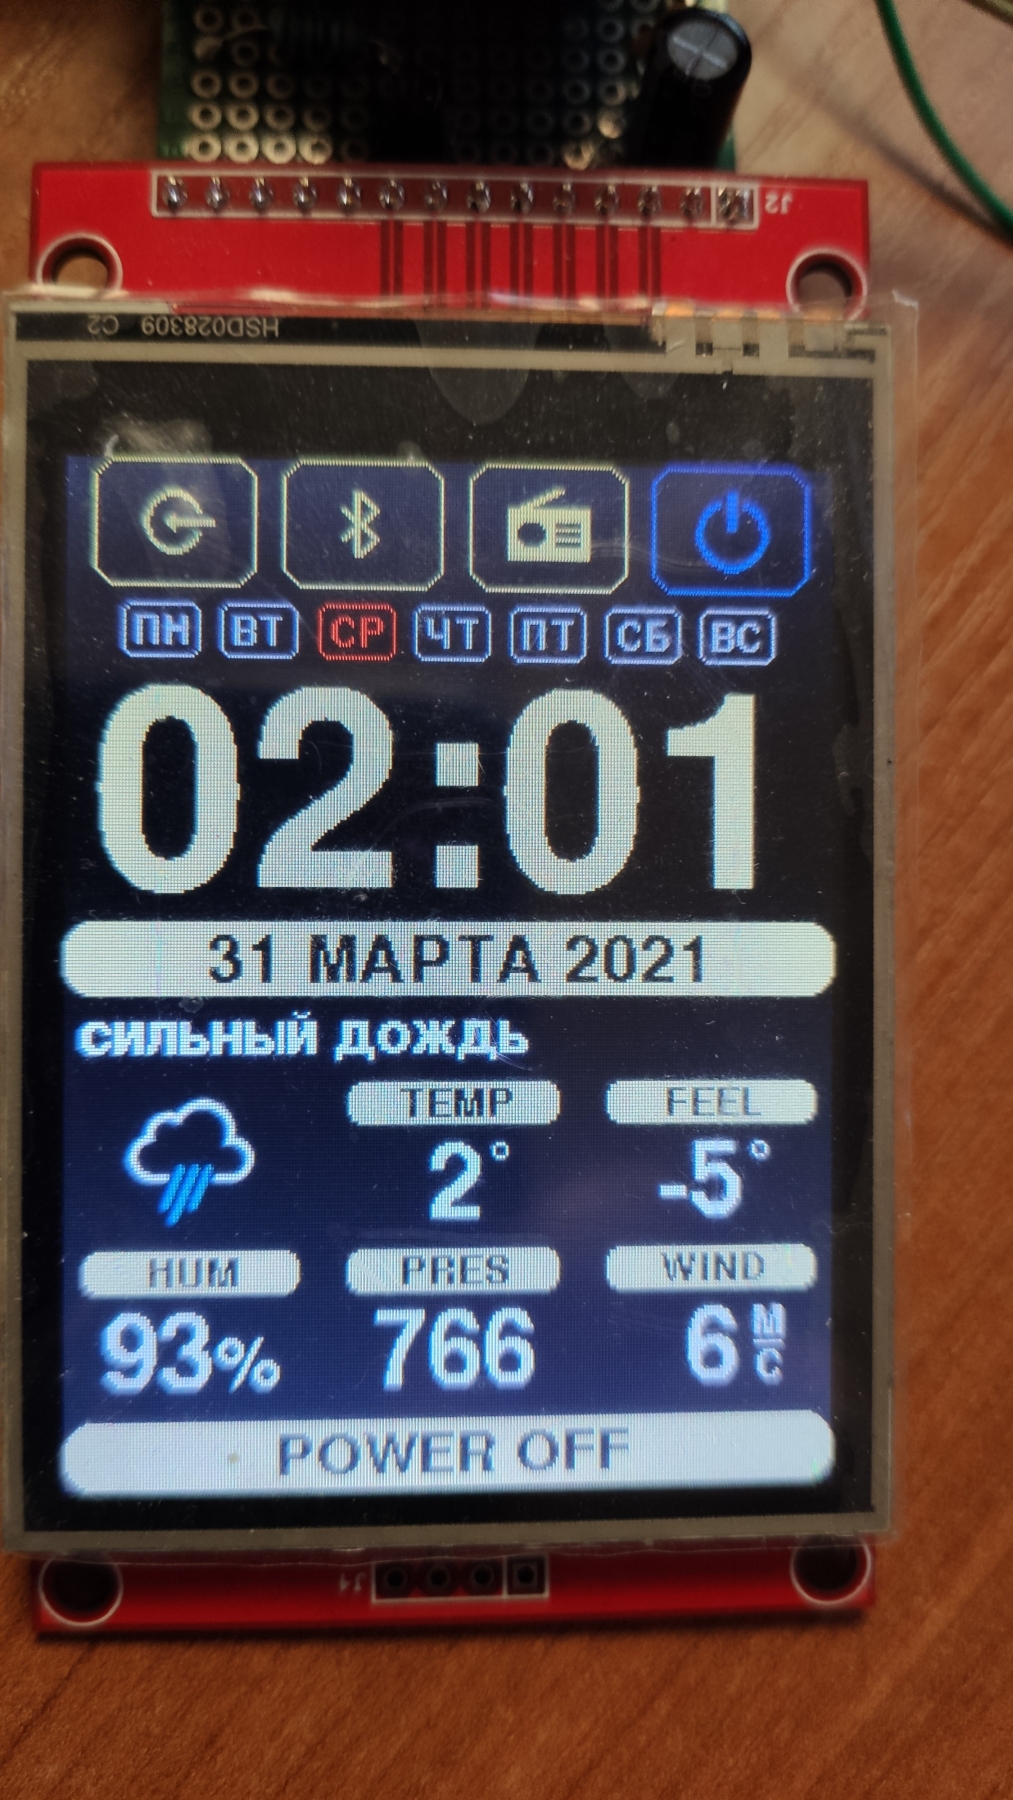 J2
HSD028309 C2
ПН ВТ СР ЧТ ПТ СБ ВС
02:01
31 МАРТА 2021
сильный дождь
TEMP FEEL
2° -5°
HUM PRES WIND
93% 766 6 М/С
POWER OFF
J4